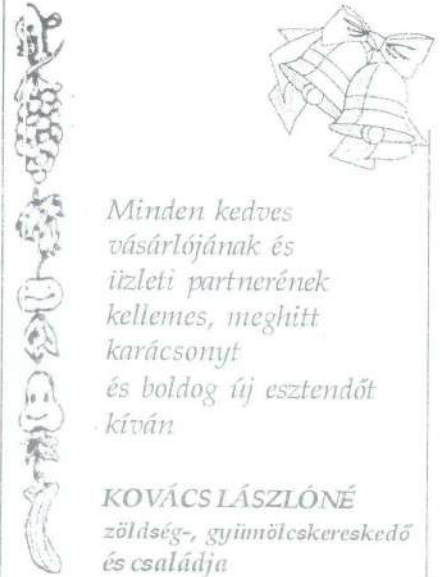 Minden kedves
vásárlójának és
üzleti partnerének
kellemes, meghitt
karácsonyt
és boldog új esztendőt
kíván
KOVÁCS LÁSZLÓNÉ
zöldség-, gyümölcskereskedő
és családja